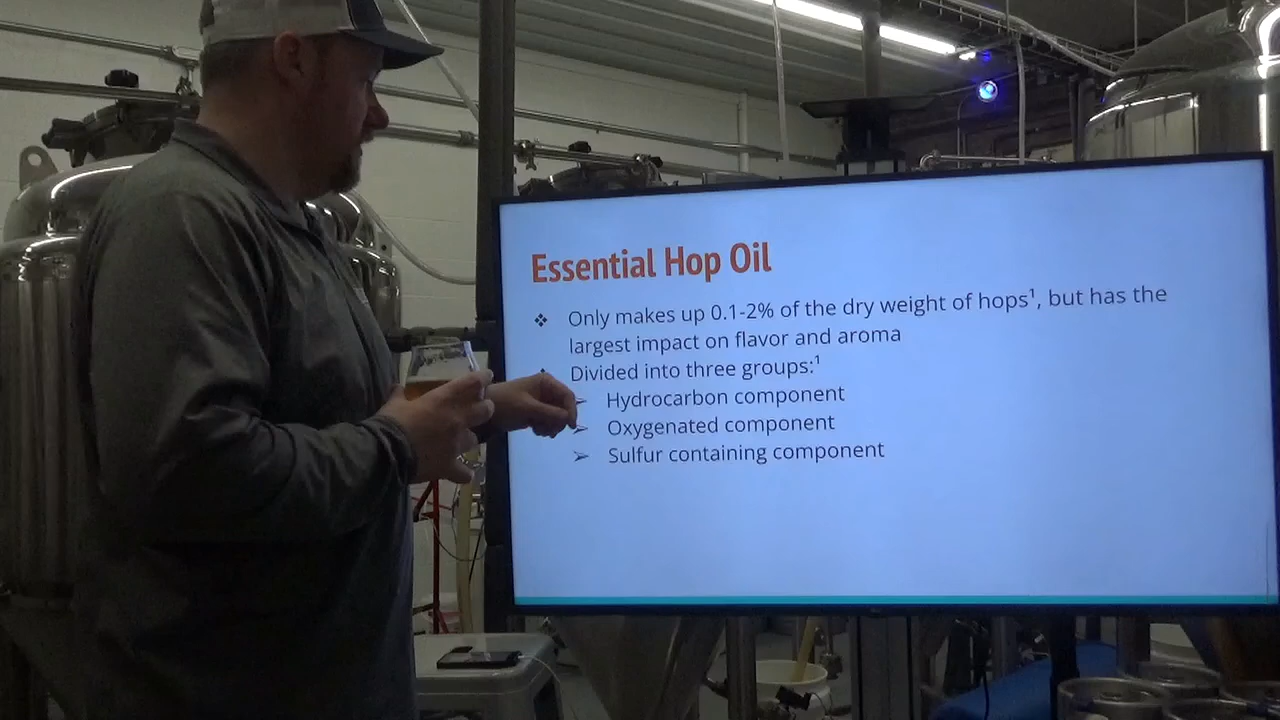 Essential Hop Oil
❖ Only makes up 0.1-2% of the dry weight of hops¹, but has the
largest impact on flavor and aroma
Divided into three groups:¹
➢ Hydrocarbon component
➢ Oxygenated component
➢ Sulfur containing component